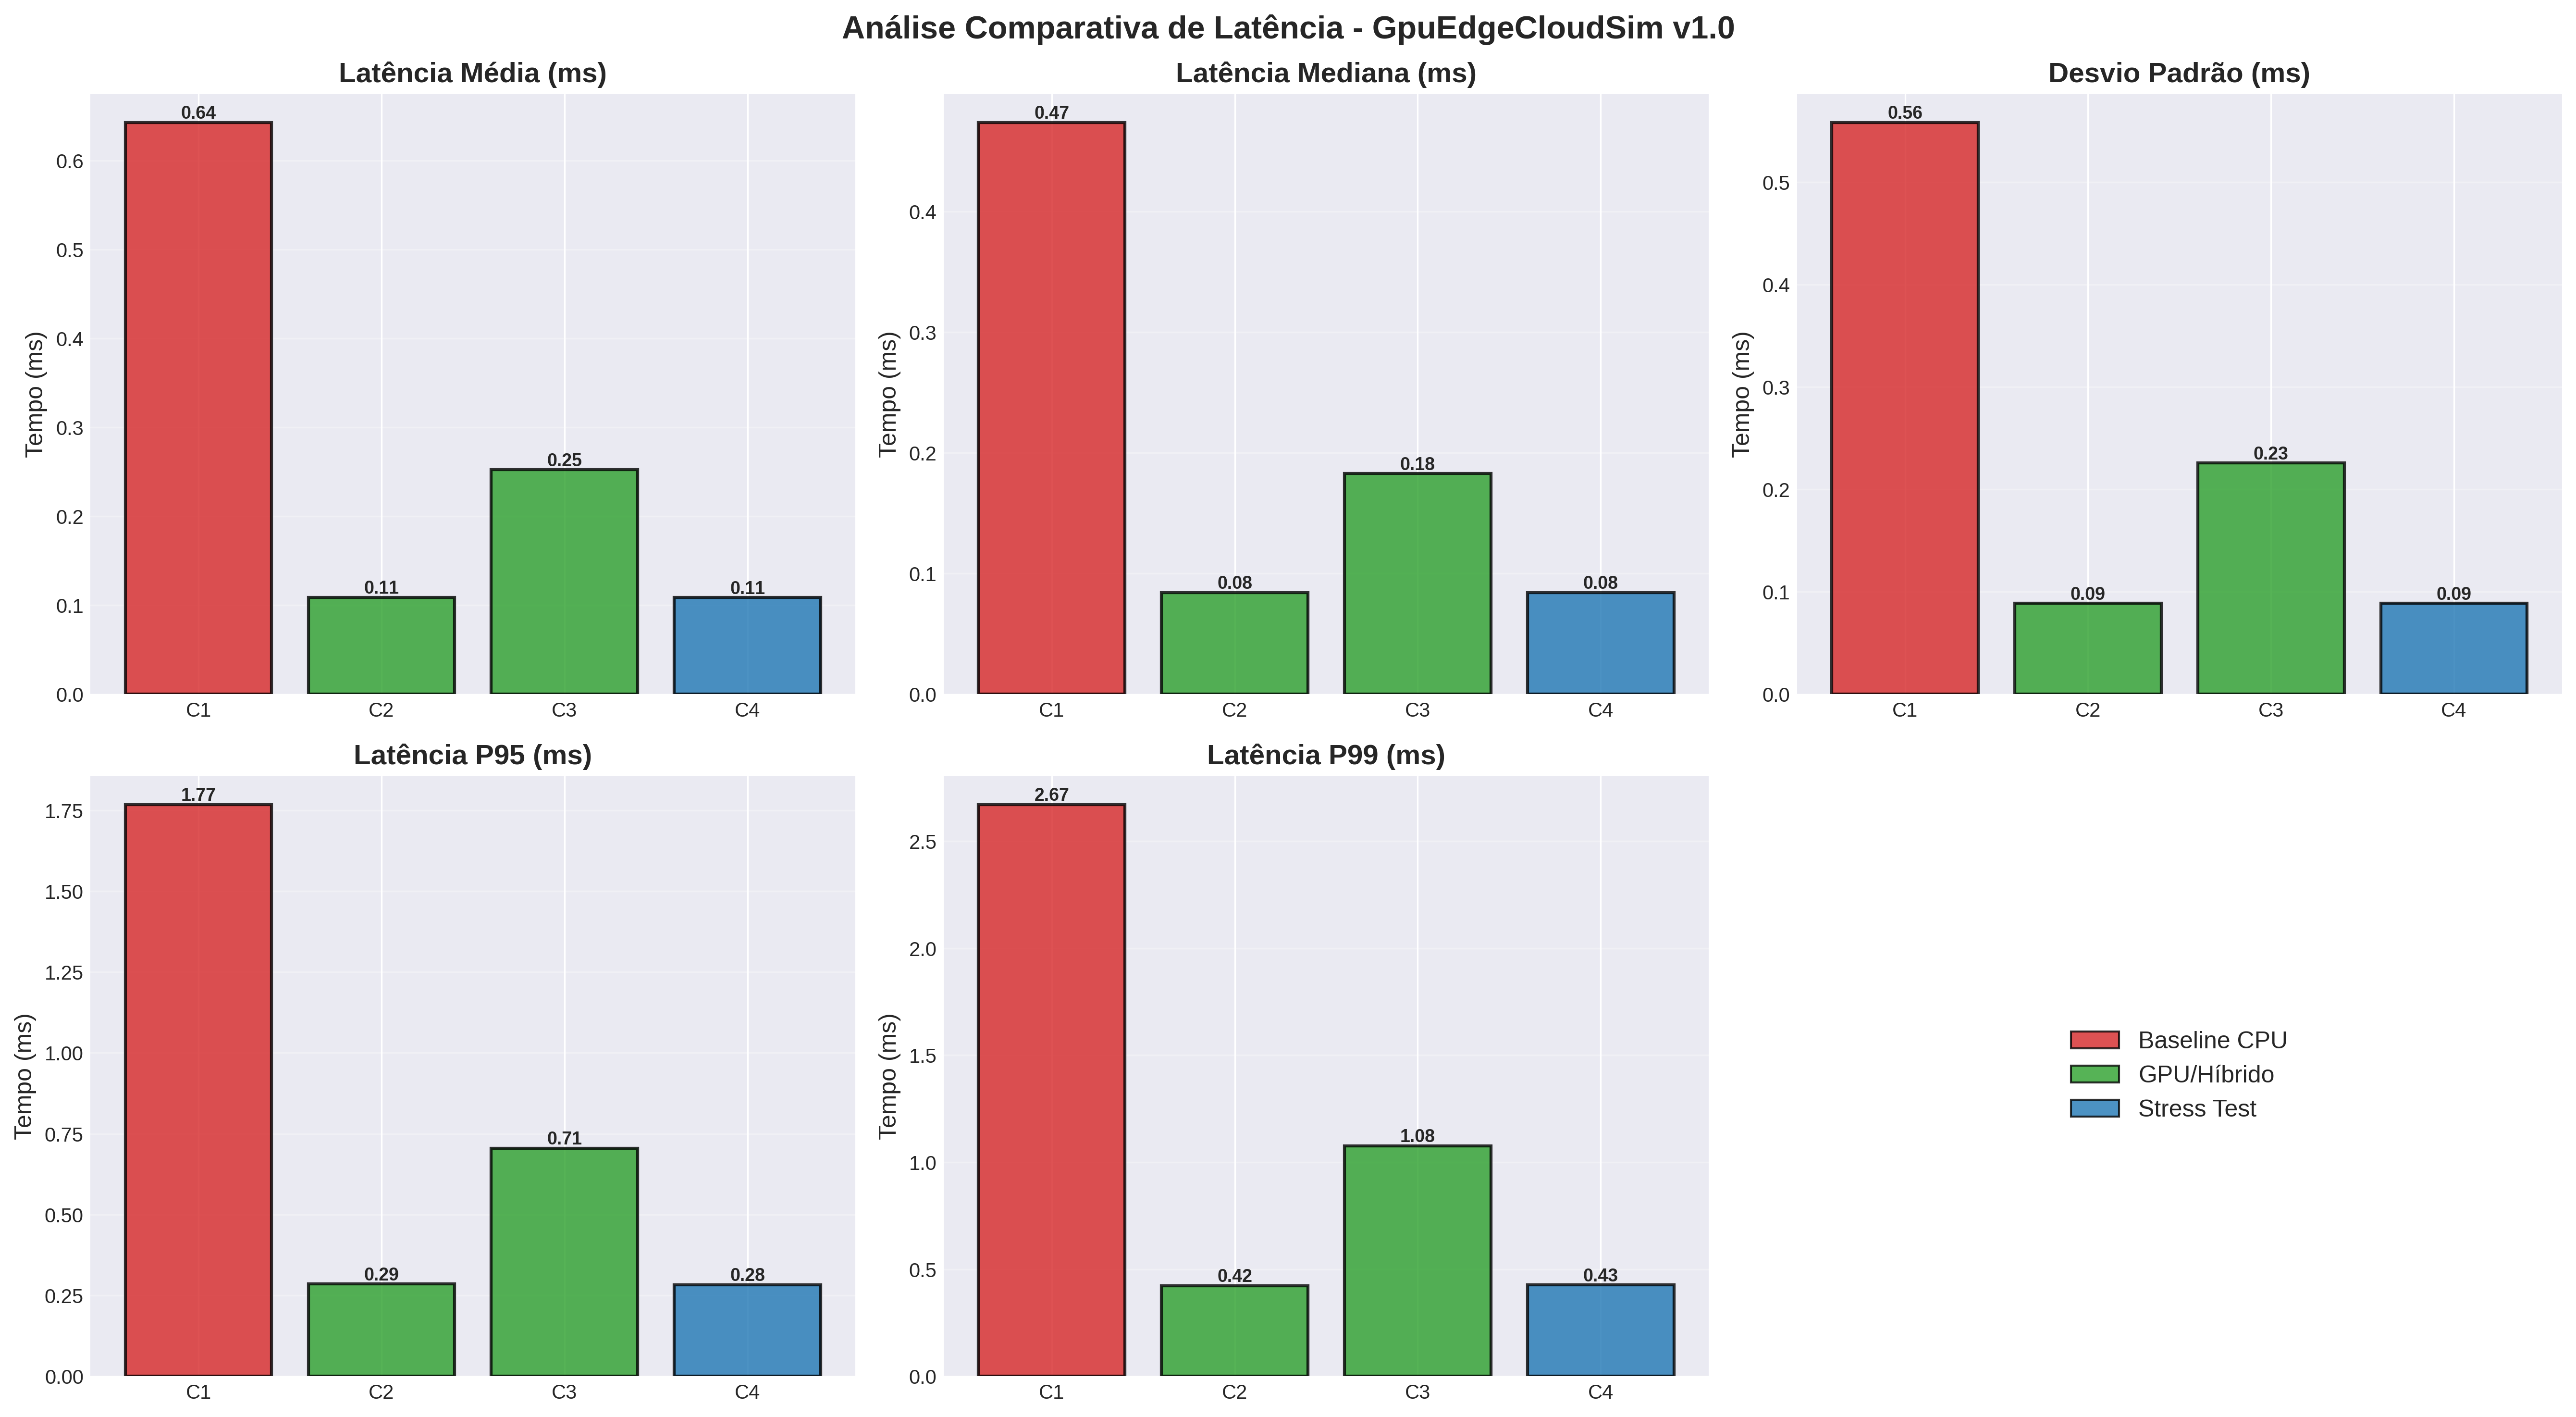 Análise Comparativa de Latência - GpuEdgeCloudSim v1.0
Latência Média (ms)
Tempo (ms)
0.6
0.5
0.4
0.3
0.2
0.1
0.0
0.64
0.11
0.25
0.11
C1 C2 C3 C4
Latência Mediana (ms)
Tempo (ms)
0.4
0.3
0.2
0.1
0.0
0.47
0.08
0.18
0.08
C1 C2 C3 C4
Desvio Padrão (ms)
Tempo (ms)
0.5
0.4
0.3
0.2
0.1
0.0
0.56
0.09
0.23
0.09
C1 C2 C3 C4
Latência P95 (ms)
Tempo (ms)
1.75
1.50
1.25
1.00
0.75
0.50
0.25
0.00
1.77
0.29
0.71
0.28
C1 C2 C3 C4
Latência P99 (ms)
Tempo (ms)
2.5
2.0
1.5
1.0
0.5
0.0
2.67
0.42
1.08
0.43
C1 C2 C3 C4
Baseline CPU
GPU/Híbrido
Stress Test